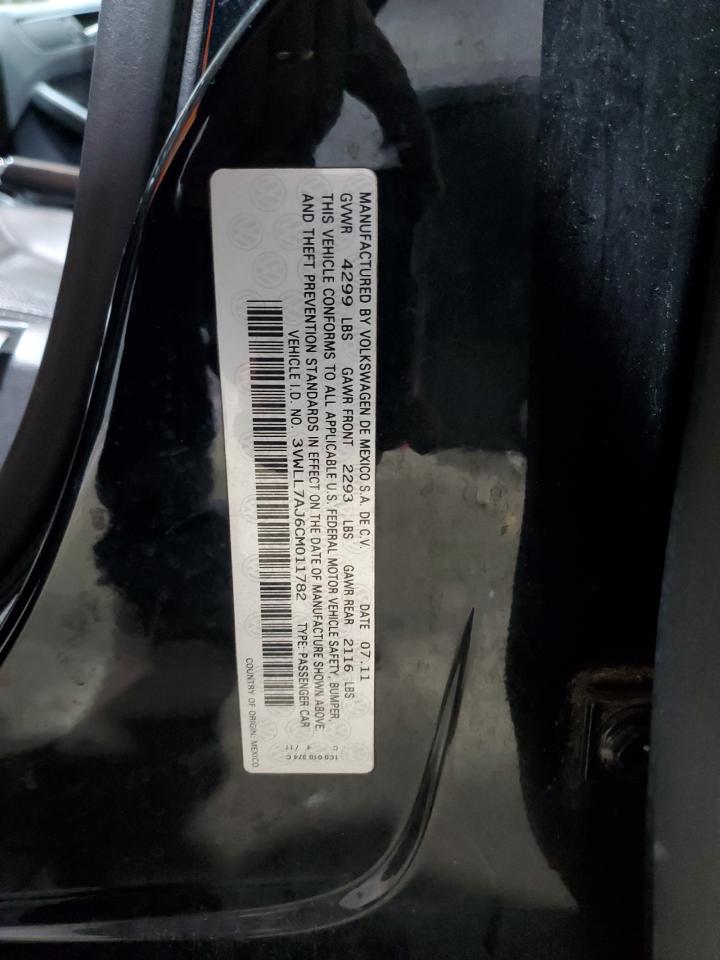 MANUFACTURED BY VOLKSWAGEN DE MEXICO S.A. DE C.V. DATE 07.11
GVWR 4299 LBS GAWR FRONT 2293 LBS GAWR REAR 2116 LBS
THIS VEHICLE CONFORMS TO ALL APPLICABLE U.S. FEDERAL MOTOR VEHICLE SAFETY, BUMPER,
AND THEFT PREVENTION STANDARDS IN EFFECT ON THE DATE OF MANUFACTURE SHOWN ABOVE.
VEHICLE I.D. NO. 3VWLL7AJ6CM011782 TYPE: PASSENGER CAR
COUNTRY OF ORIGIN: MEXICO